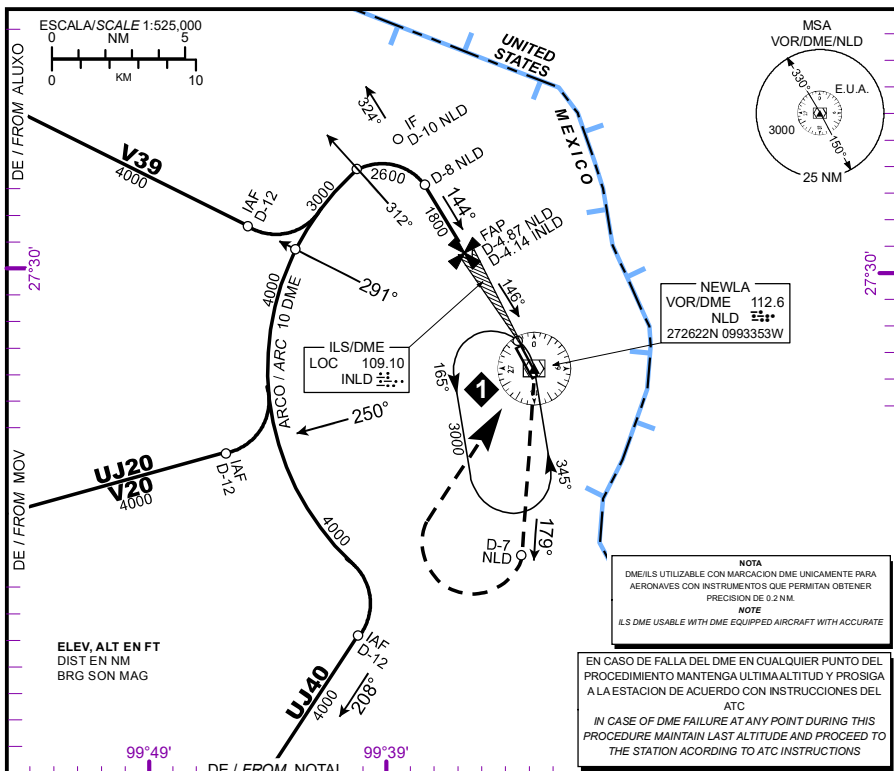 ESCALA/SCALE 1:525,000
0 NM 5
0 KM 10
DE / FROM ALUXO
V39
4000
IAF
D-12
3000
324°
IF
D-10 NLD
2600
D-8 NLD
312°
1800
144°
FAP
D-4.87 NLD
D-4.14 INLD
146°
UNITED
STATES
MEXICO
MSA
VOR/DME/NLD
330°
E.U.A.
3000
150°
25 NM
27°30'
27°30'
4000
291°
ARCO / ARC 10 DME
ILS/DME
LOC 109.10
INLD
NEWLA
VOR/DME 112.6
NLD
272622N 0993353W
250°
165°
3000
1
345°
UJ20
V20
4000
IAF
D-12
DE / FROM MOV
4000
D-7
NLD
179°
IAF
D-12
UJ40
4000
208°
ELEV, ALT EN FT
DIST EN NM
BRG SON MAG
NOTA
DME/ILS UTILIZABLE CON MARCACION DME UNICAMENTE PARA
AERONAVES CON INSTRUMENTOS QUE PERMITAN OBTENER
PRECISION DE 0.2 NM.
NOTE
ILS DME USABLE WITH DME EQUIPPED AIRCRAFT WITH ACCURATE
EN CASO DE FALLA DEL DME EN CUALQUIER PUNTO DEL
PROCEDIMIENTO MANTENGA ULTIMA ALTITUD Y PROSIGA
A LA ESTACION DE ACUERDO CON INSTRUCCIONES DEL
ATC
IN CASE OF DME FAILURE AT ANY POINT DURING THIS
PROCEDURE MAINTAIN LAST ALTITUDE AND PROCEED TO
THE STATION ACORDING TO ATC INSTRUCTIONS
99°49'
99°39'
DE / FROM NOTAL